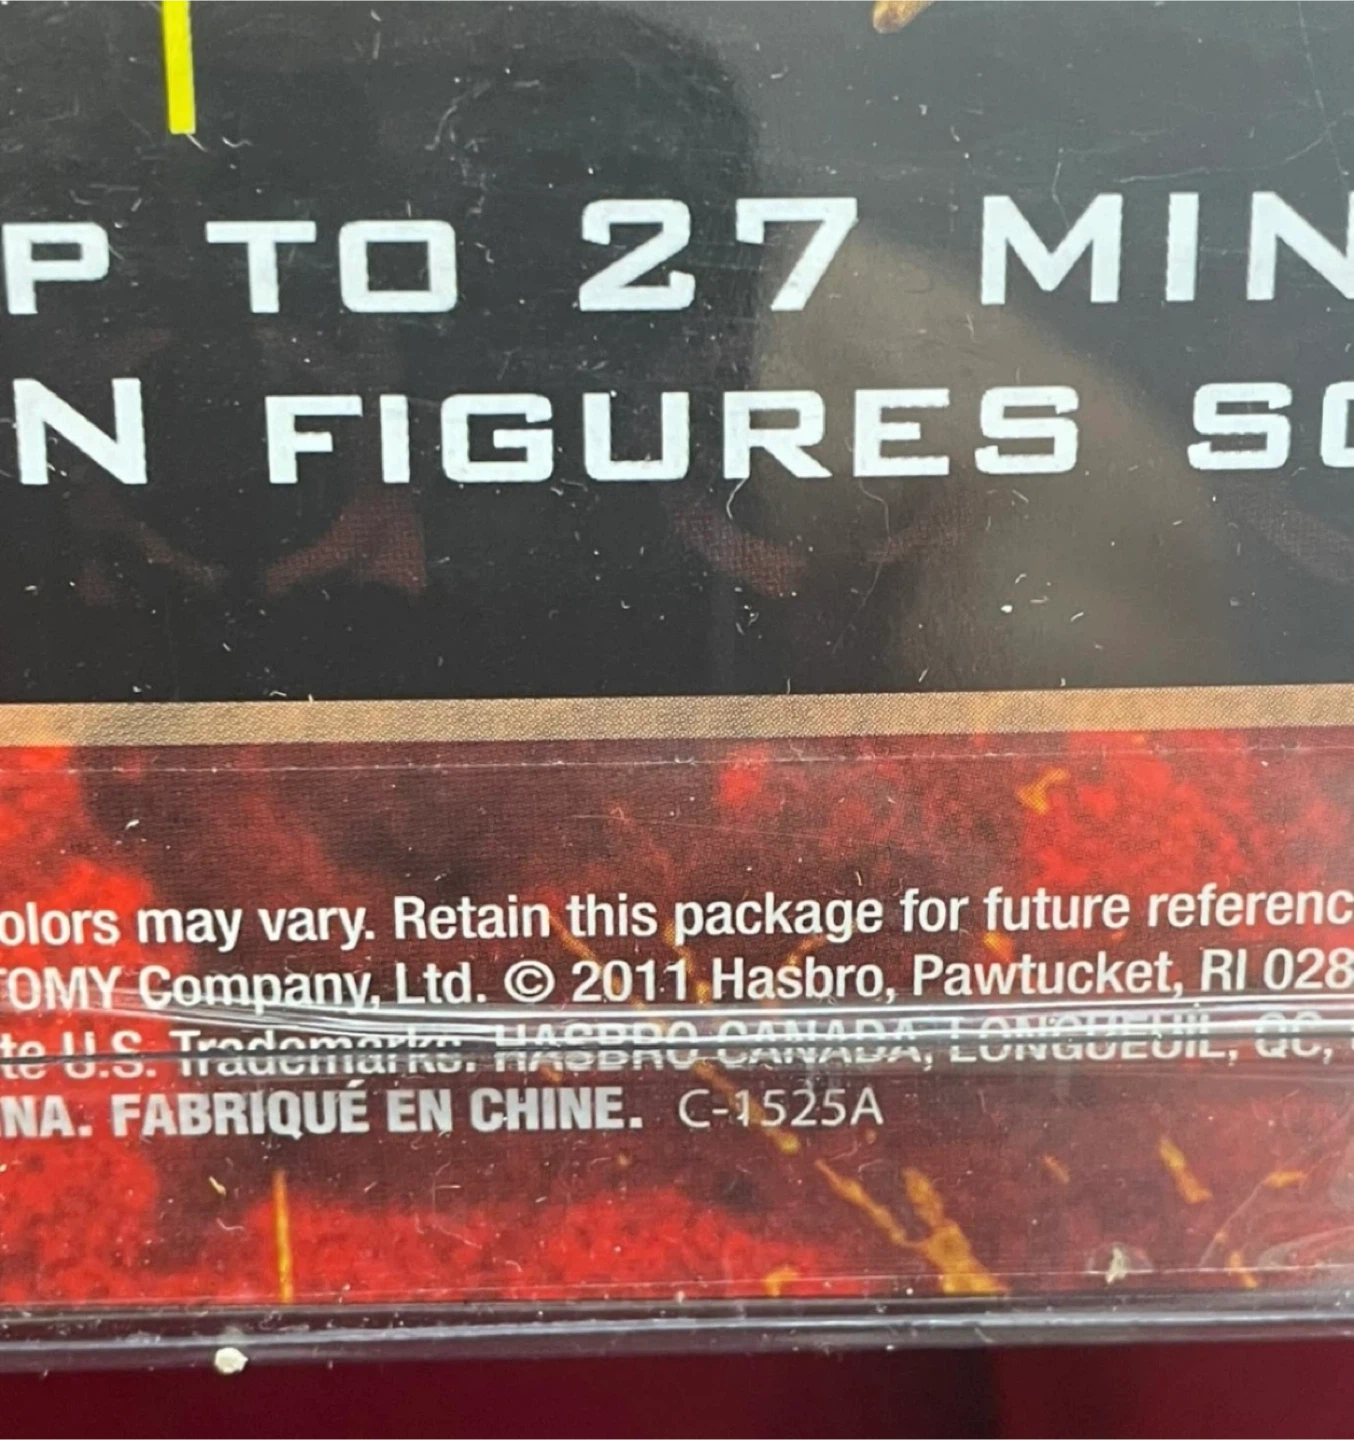 P TO 27 MIN
N FIGURES SO
olors may vary. Retain this package for future referenc
TOMY Company, Ltd. © 2011 Hasbro, Pawtucket, RI 028
te U.S. Trademarks. HASBRO CANADA, LONGUEUIL, QC,
NA. FABRIQUÉ EN CHINE. C-1525A